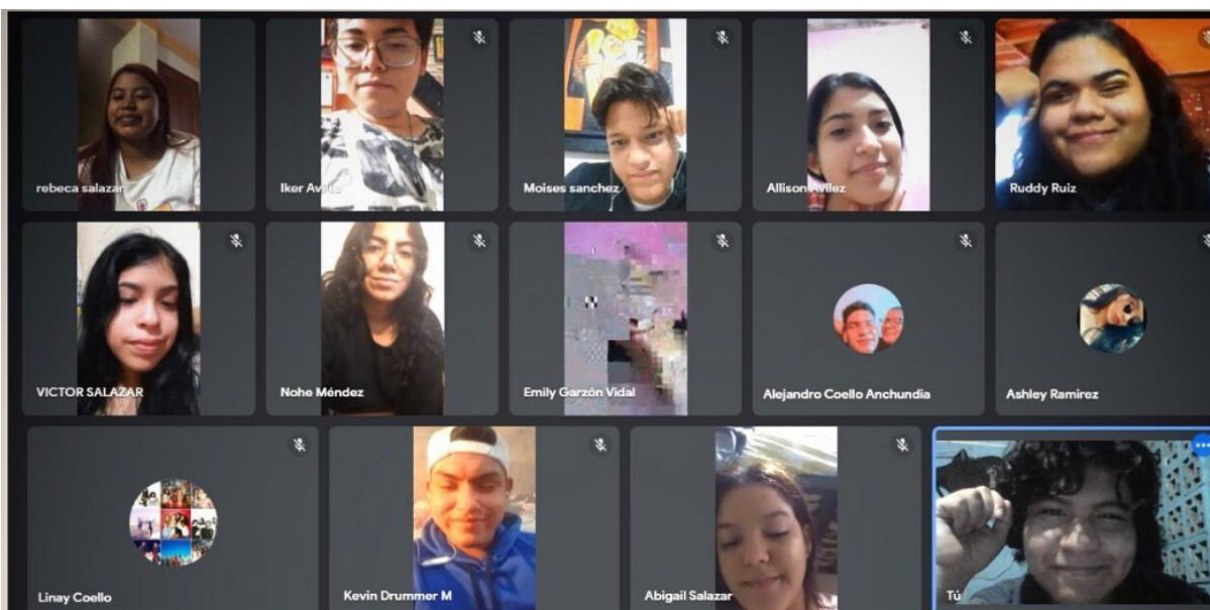 rebeca salazar
Iker
Moises sanchez
Allison Avilez
Ruddy Ruiz
VICTOR SALAZAR
Nohe Méndez
Emily Garzón Vidal
Alejandro Coello Anchundia
Ashley Ramirez
Linay Coello
Kevin Drummer M
Abigail Salazar
Tú